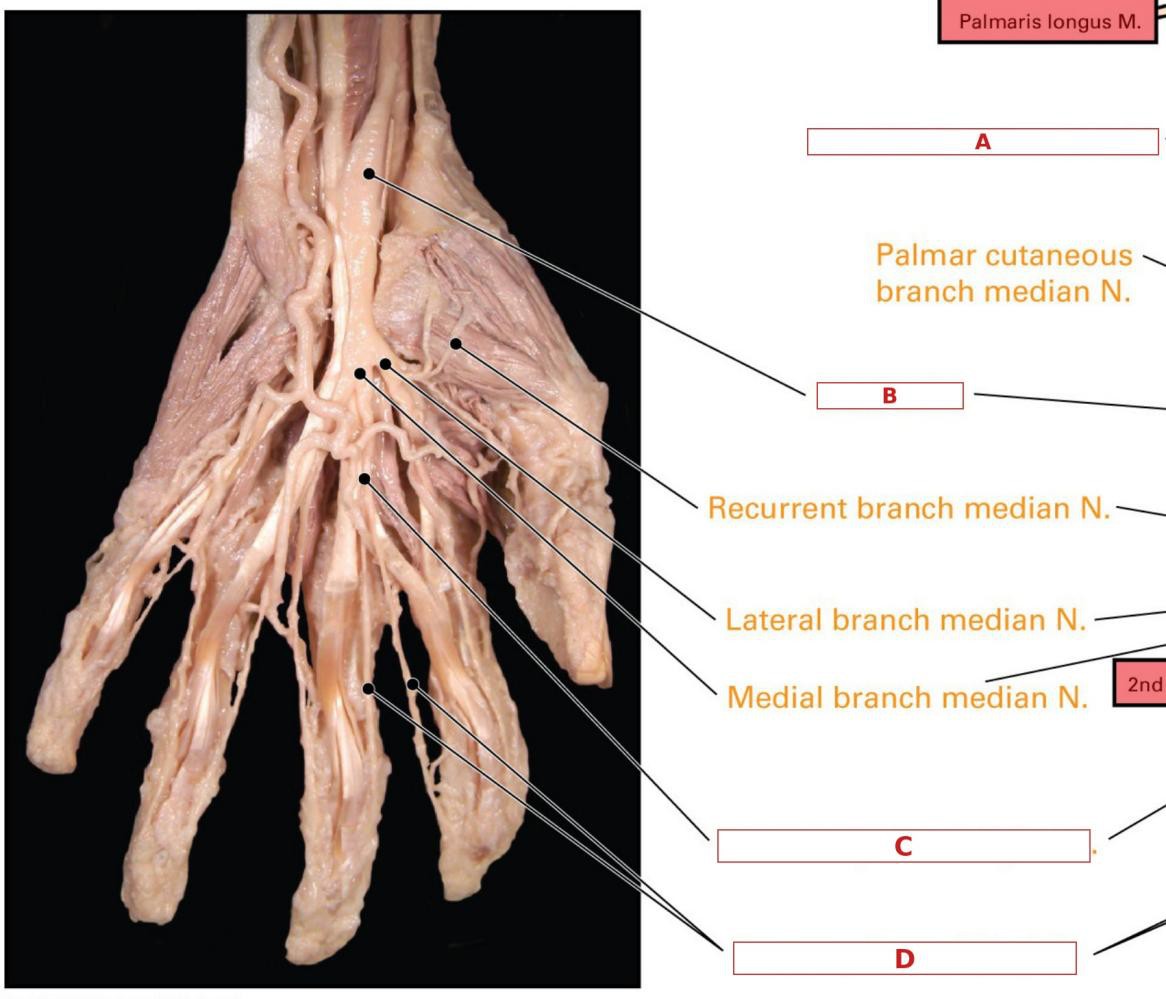 Palmaris longus M.
A
Palmar cutaneous
branch median N.
B
Recurrent branch median N.
Lateral branch median N.
Medial branch median N.
2nd
C
.
D